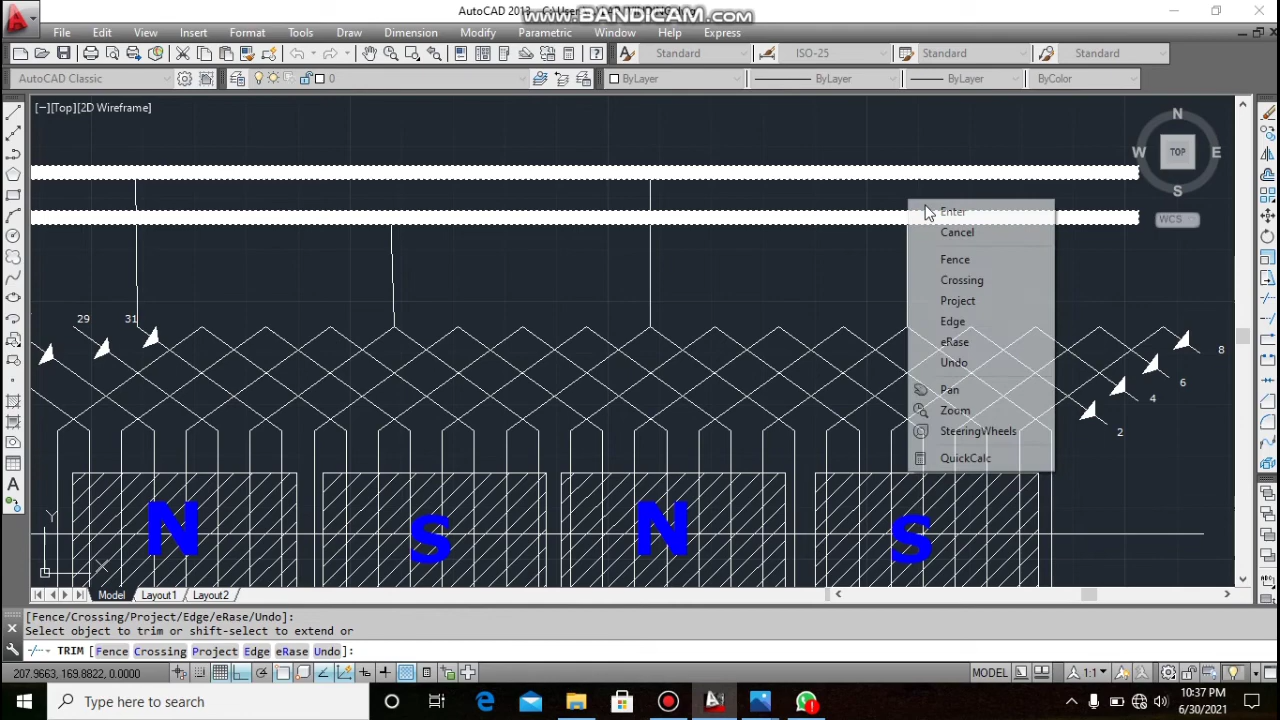 AutoCAD 2013
www.BANDICAM.com
File Edit View Insert Format Tools Draw Dimension Modify Parametric Window Help Express
Standard ISO-25 Standard Standard
AutoCAD Classic 0 ByLayer ByLayer ByLayer ByColor
[−][Top][2D Wireframe]
N
W TOP E
S
WCS
Enter
Cancel
Fence
Crossing
Project
Edge
eRase
Undo
Pan
Zoom
SteeringWheels
QuickCalc
29 31
8
6
4
2
N S N S
Y
X
Model Layout1 Layout2
[Fence/Crossing/Project/Edge/eRase/Undo]:
Select object to trim or shift-select to extend or
TRIM [Fence Crossing Project Edge eRase Undo]:
207.9663, 169.8822, 0.0000 MODEL 1:1
Type here to search
10:37 PM
6/30/2021